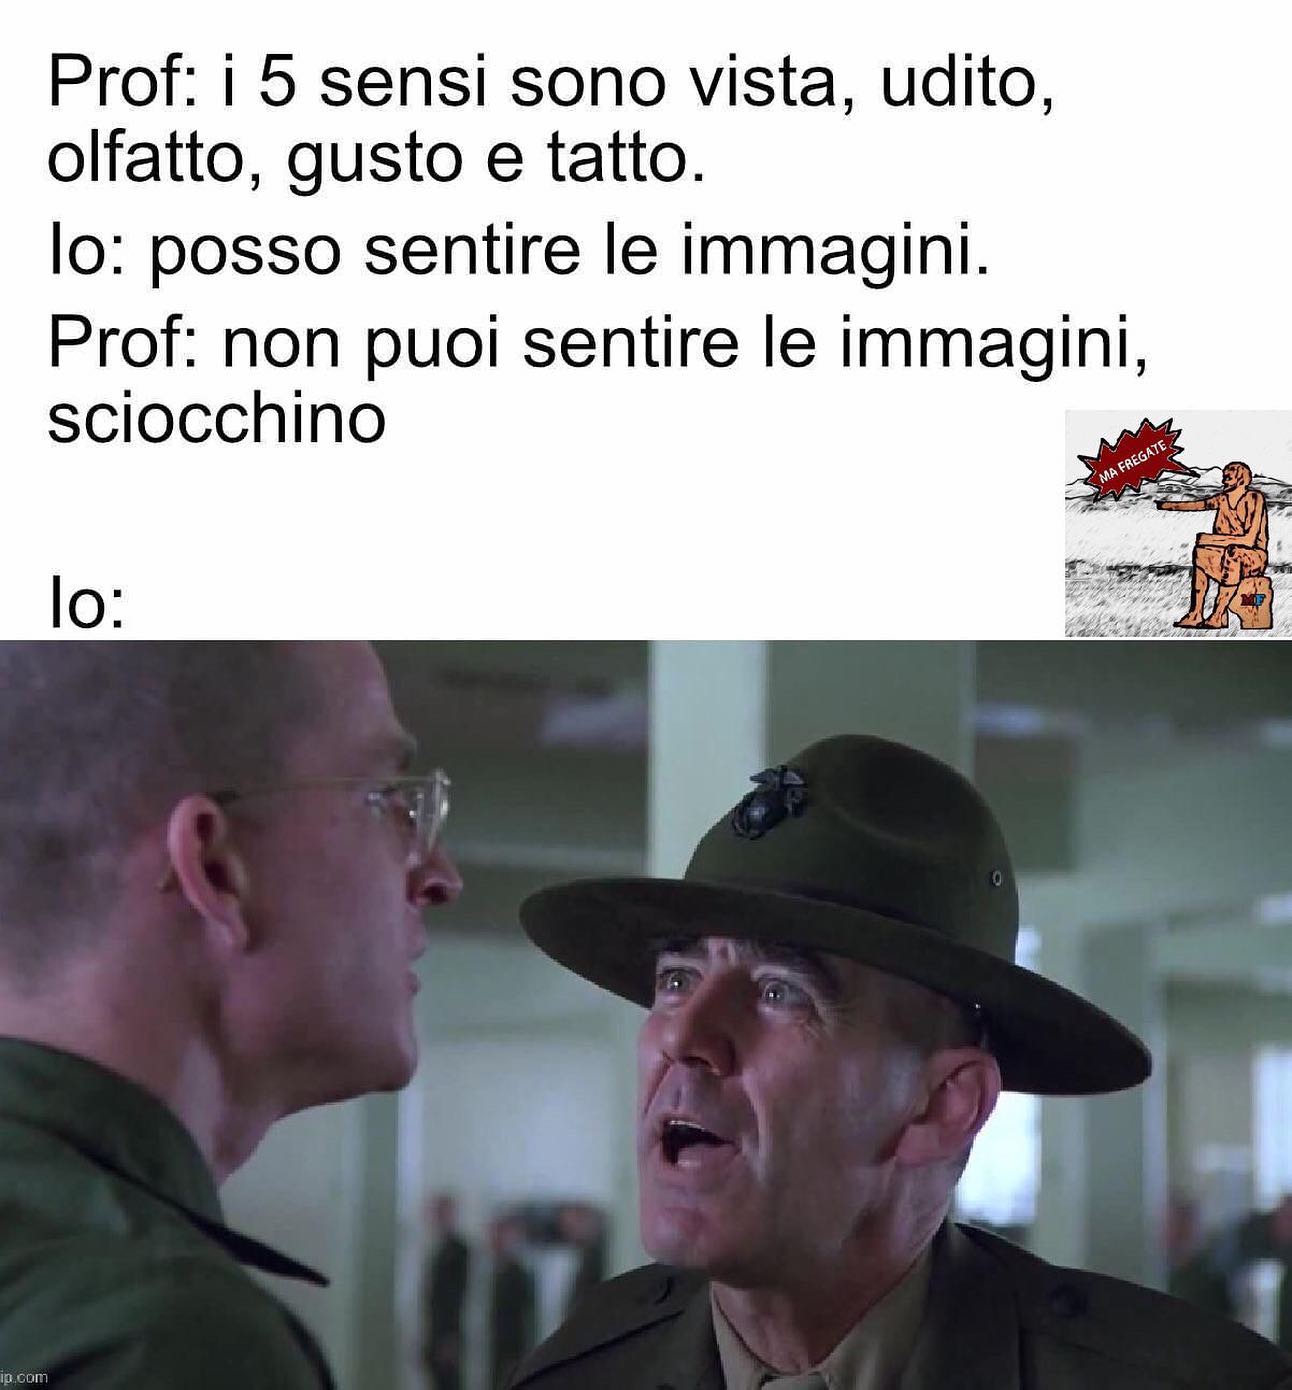 Prof: i 5 sensi sono vista, udito,
olfatto, gusto e tatto.
Io: posso sentire le immagini.
Prof: non puoi sentire le immagini,
sciocchino
MA FREGATE
MF
Io:
ip.com